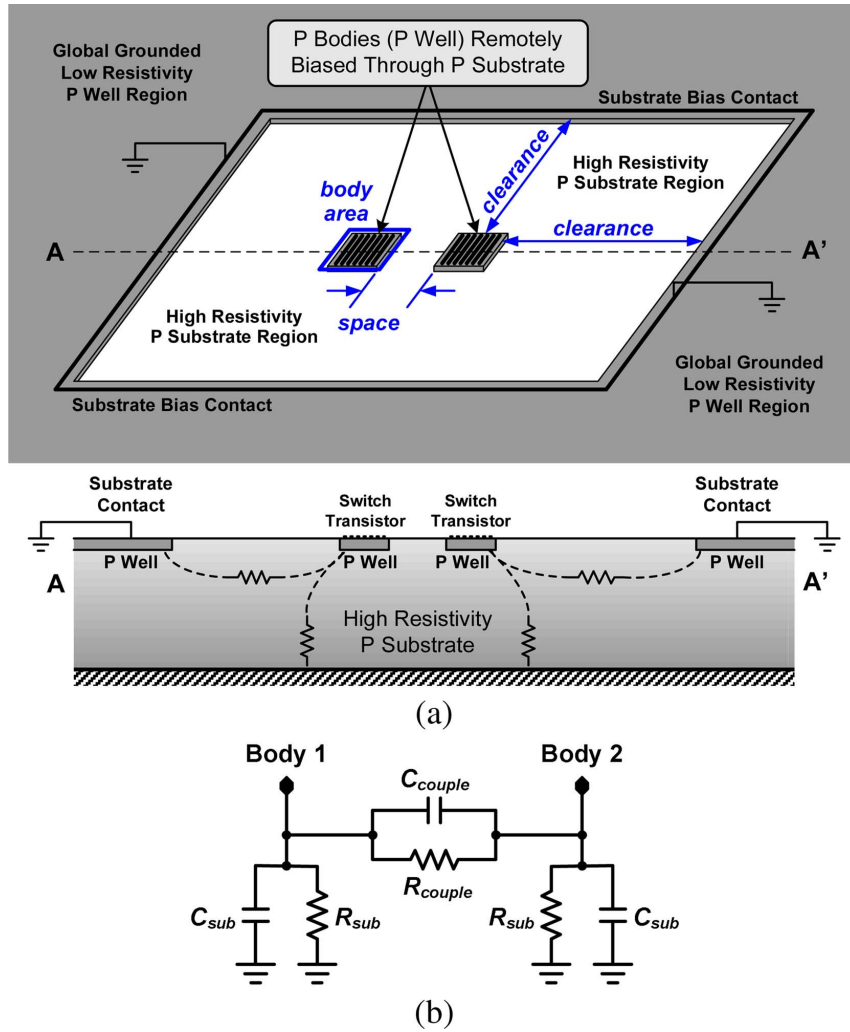 P Bodies (P Well) Remotely
Biased Through P Substrate
Global Grounded
Low Resistivity
P Well Region
Substrate Bias Contact
High Resistivity
P Substrate Region
clearance
body
area
clearance
A
A'
space
High Resistivity
P Substrate Region
Global Grounded
Low Resistivity
P Well Region
Substrate Bias Contact
Substrate
Contact
Switch
Transistor
Switch
Transistor
Substrate
Contact
P Well
P Well
P Well
P Well
A
A'
High Resistivity
P Substrate
(a)
Body 1
Body 2
Ccouple
Rcouple
Csub
Rsub
Rsub
Csub
(b)